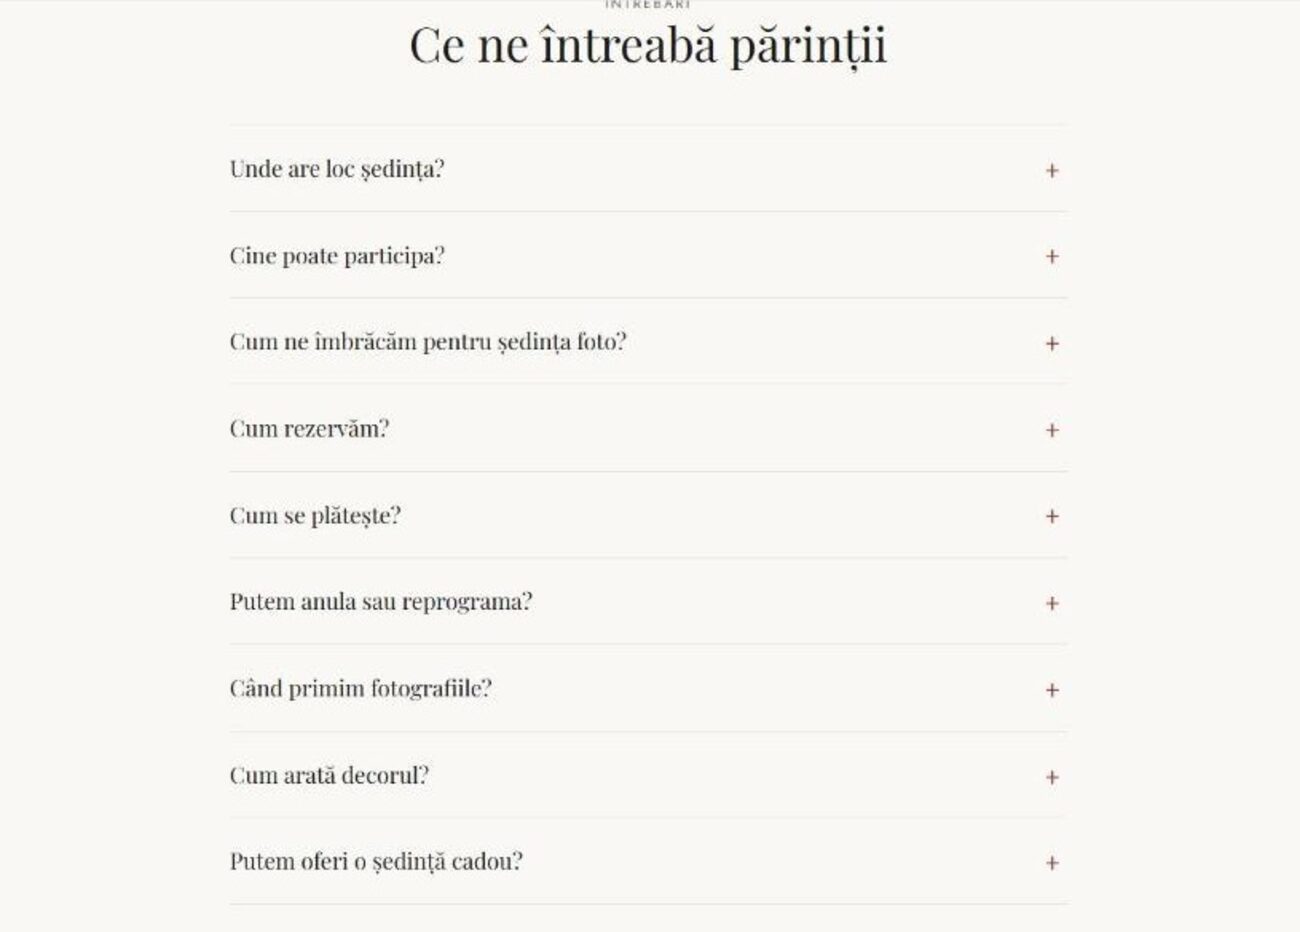 ÎNTREBĂRI
Ce ne întreabă părinții
Unde are loc ședința?
+
Cine poate participa?
+
Cum ne îmbrăcăm pentru ședința foto?
+
Cum rezervăm?
+
Cum se plătește?
+
Putem anula sau reprograma?
+
Când primim fotografiile?
+
Cum arată decorul?
+
Putem oferi o ședință cadou?
+